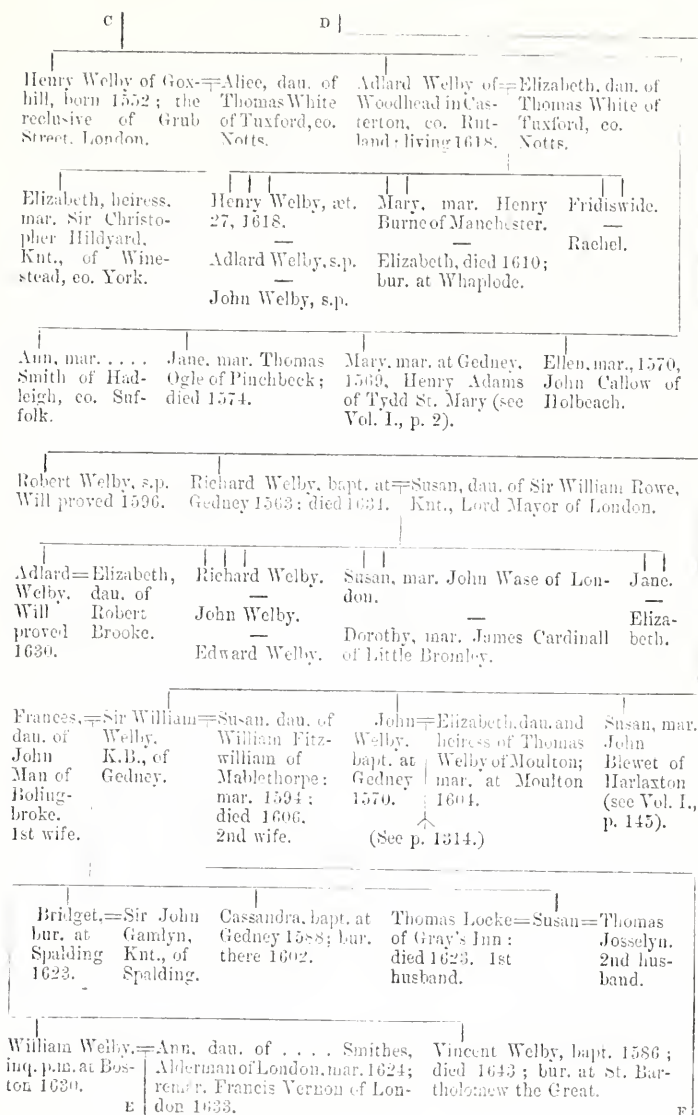 C
D
Henry Welby of Gox-
hill, born 1552; the
reclusive of Grub
Street, London.
Alice, dau. of
Thomas White
of Tuxford, co.
Notts.
Adlard Welby of
Woodhead in Cas-
terton, co. Rut-
land; living 1618.
Elizabeth, dau. of
Thomas White of
Tuxford, co.
Notts.
Elizabeth, heiress.
mar. Sir Christo-
pher Hildyard.
Knt., of Wine-
stead, co. York.
Henry Welby, æt.
27, 1618.
—
Adlard Welby, s.p.
—
John Welby, s.p.
Mary, mar. Henry
Burne of Manchester.
—
Elizabeth, died 1610;
bur. at Whaplode.
Fridiswide.
—
Rachel.
Ann, mar. . . . .
Smith of Had-
leigh, co. Suf-
folk.
Jane, mar. Thomas
Ogle of Pinchbeck;
died 1574.
Mary, mar. at Gedney,
1569, Henry Adams
of Tydd St. Mary (see
Vol. I., p. 2).
Ellen, mar., 1570,
John Callow of
Holbeach.
Robert Welby, s.p.
Will proved 1596.
Richard Welby, bapt. at
Gedney 1563; died 1631.
Susan, dau. of Sir William Rowe,
Knt., Lord Mayor of London.
Adlard
Welby.
Will
proved
1630.
Elizabeth,
dau. of
Robert
Brooke.
Richard Welby.
—
John Welby.
—
Edward Welby.
Susan, mar. John Wase of Lon-
don.
—
Dorothy, mar. James Cardinall
of Little Bromley.
Jane.
—
Eliza-
beth.
Frances,
dau. of
John
Man of
Boling-
broke.
1st wife.
Sir William
Welby,
K.B., of
Gedney.
Susan, dau. of
William Fitz-
william of
Mablethorpe:
mar. 1594;
died 1606.
2nd wife.
John
Welby,
bapt. at
Gedney
1570.
Elizabeth, dau. and
heiress of Thomas
Welby of Moulton;
mar. at Moulton
1604.
(See p. 1314.)
Susan, mar.
John
Blewet of
Harlaxton
(see Vol. I.,
p. 145).
Bridget,
bur. at
Spalding
1623.
Sir John
Gamlyn,
Knt., of
Spalding.
Cassandra, bapt. at
Gedney 1588; bur.
there 1602.
Thomas Locke
of Gray's Inn:
died 1623. 1st
husband.
Susan
Thomas
Josselyn.
2nd hus-
band.
William Welby,
inq. p.m. at Bos-
ton 1630.
Ann, dau. of . . . . Smithes,
Alderman of London, mar. 1624;
remar. Francis Vernon of Lon-
don 1633.
Vincent Welby, bapt. 1586;
died 1643; bur. at St. Bar-
tholomew the Great.
E
F